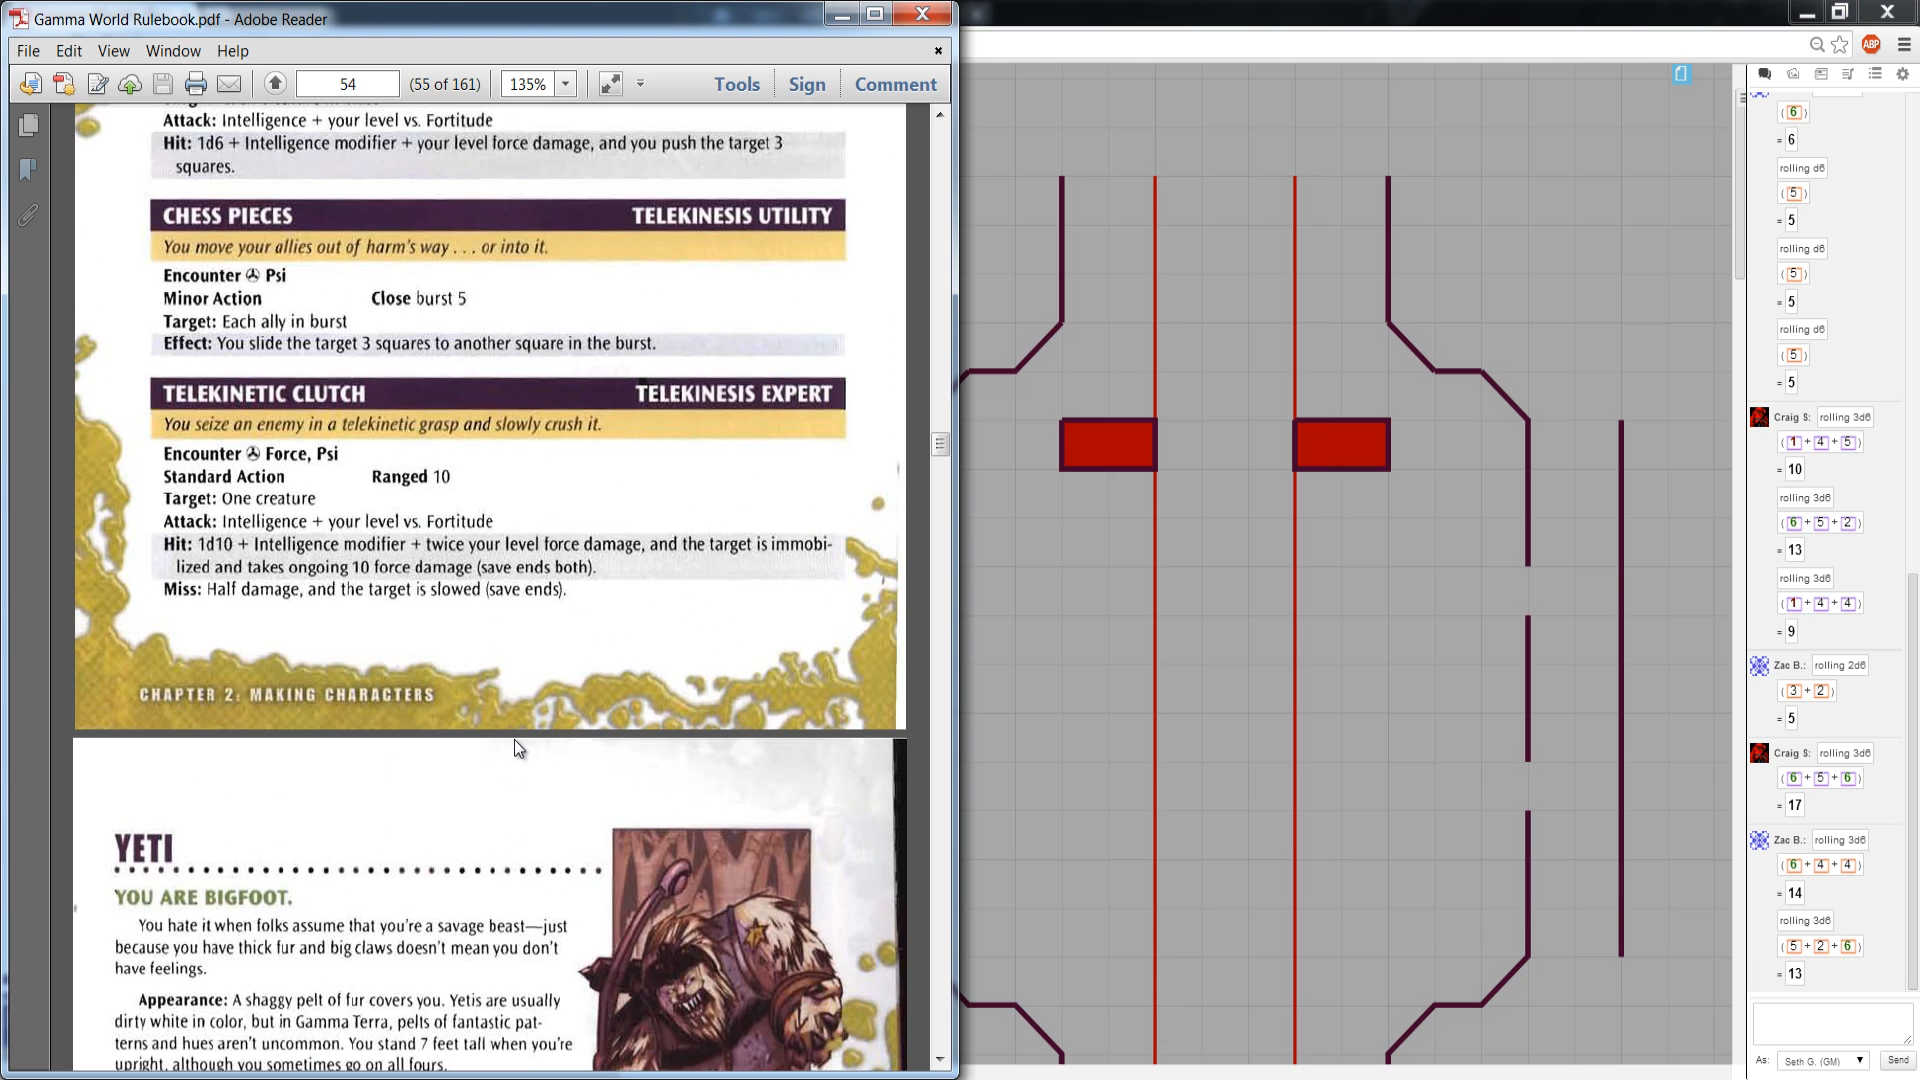 Gamma World Rulebook.pdf - Adobe Reader
File Edit View Window Help
54 (55 of 161) 135% Tools Sign Comment
Attack: Intelligence + your level vs. Fortitude
Hit: 1d6 + Intelligence modifier + your level force damage, and you push the target 3
squares.
CHESS PIECES TELEKINESIS UTILITY
You move your allies out of harm's way . . . or into it.
Encounter Psi
Minor Action Close burst 5
Target: Each ally in burst
Effect: You slide the target 3 squares to another square in the burst.
TELEKINETIC CLUTCH TELEKINESIS EXPERT
You seize an enemy in a telekinetic grasp and slowly crush it.
Encounter Force, Psi
Standard Action Ranged 10
Target: One creature
Attack: Intelligence + your level vs. Fortitude
Hit: 1d10 + Intelligence modifier + twice your level force damage, and the target is immobi-
lized and takes ongoing 10 force damage (save ends both).
Miss: Half damage, and the target is slowed (save ends).
CHAPTER 2: MAKING CHARACTERS
YETI
YOU ARE BIGFOOT.
You hate it when folks assume that you're a savage beast—just
because you have thick fur and big claws doesn't mean you don't
have feelings.
Appearance: A shaggy pelt of fur covers you. Yetis are usually
dirty white in color, but in Gamma Terra, pelts of fantastic pat-
terns and hues aren't uncommon. You stand 7 feet tall when you're
upright, although you sometimes go on all fours.
ABP
(6)
= 6
rolling d6
(5)
= 5
rolling d6
(5)
= 5
rolling d6
(5)
= 5
Craig S: rolling 3d6
(1+4+5)
= 10
rolling 3d6
(6+5+2)
= 13
rolling 3d6
(1+4+4)
= 9
Zac B.: rolling 2d6
(3+2)
= 5
Craig S: rolling 3d6
(6+5+6)
= 17
Zac B.: rolling 3d6
(6+4+4)
= 14
rolling 3d6
(5+2+6)
= 13
As: Seth G. (GM) Send